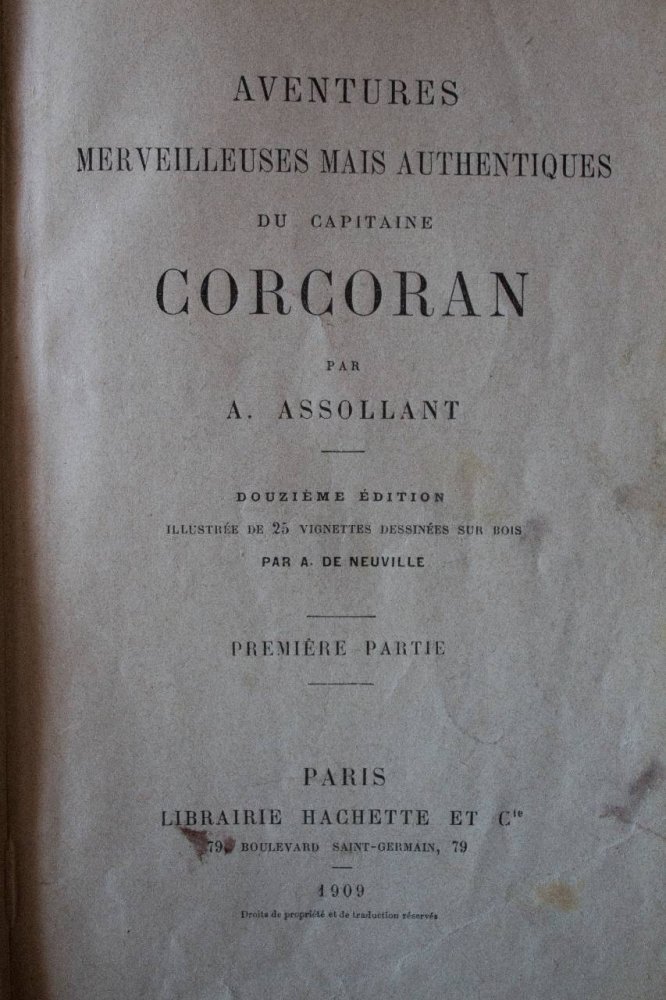 AVENTURES
MERVEILLEUSES MAIS AUTHENTIQUES
DU CAPITAINE
CORCORAN
PAR
A. ASSOLLANT
DOUZIÈME ÉDITION
ILLUSTRÉE DE 25 VIGNETTES DESSINÉES SUR BOIS
PAR A. DE NEUVILLE
PREMIÈRE PARTIE
PARIS
LIBRAIRIE HACHETTE ET Cie
79, BOULEVARD SAINT-GERMAIN, 79
1909
Droits de propriété et de traduction réservés